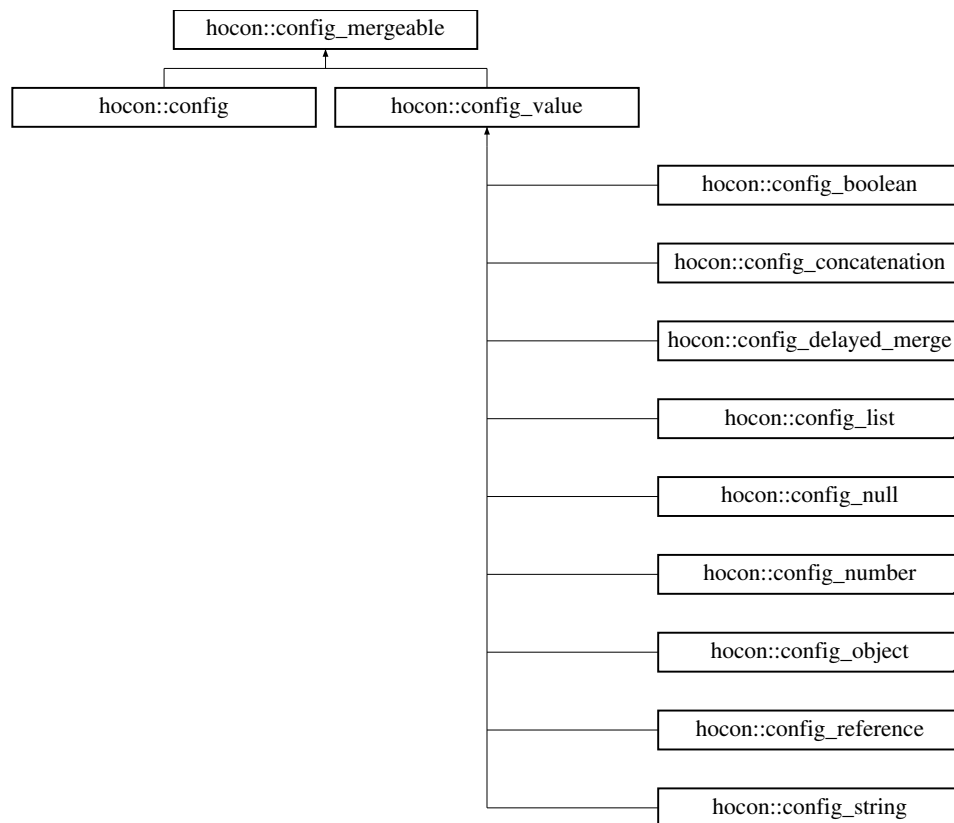 hocon::config_mergeable
hocon::config
hocon::config_value
hocon::config_boolean
hocon::config_concatenation
hocon::config_delayed_merge
hocon::config_list
hocon::config_null
hocon::config_number
hocon::config_object
hocon::config_reference
hocon::config_string